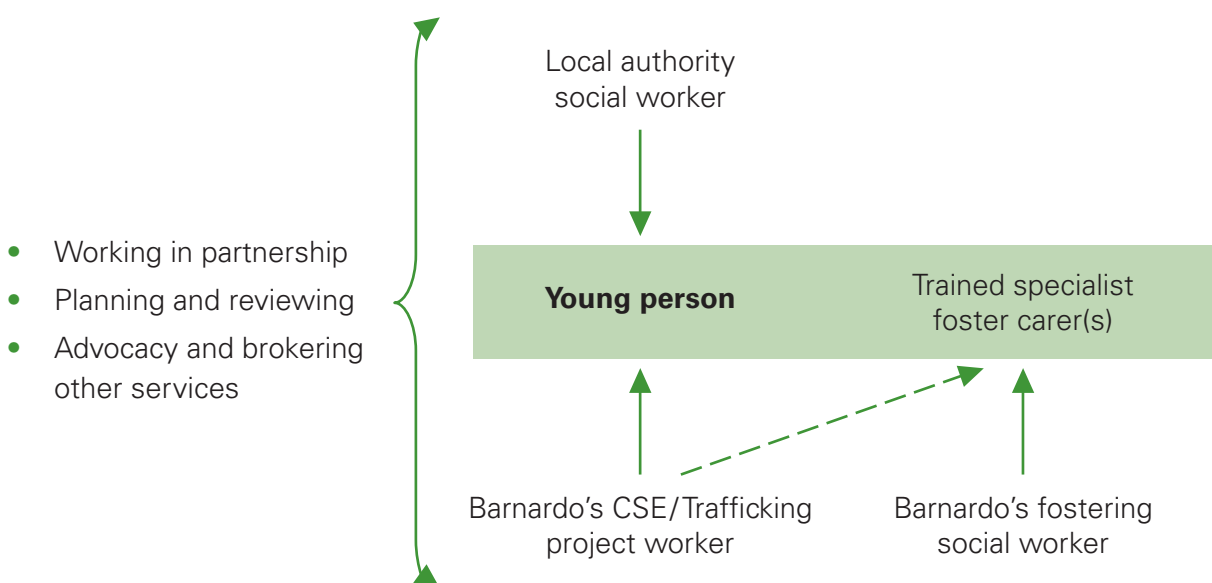 Local authority
social worker
• Working in partnership
• Planning and reviewing
• Advocacy and brokering
other services
Young person
Trained specialist
foster carer(s)
Barnardo’s CSE/Trafficking
project worker
Barnardo’s fostering
social worker